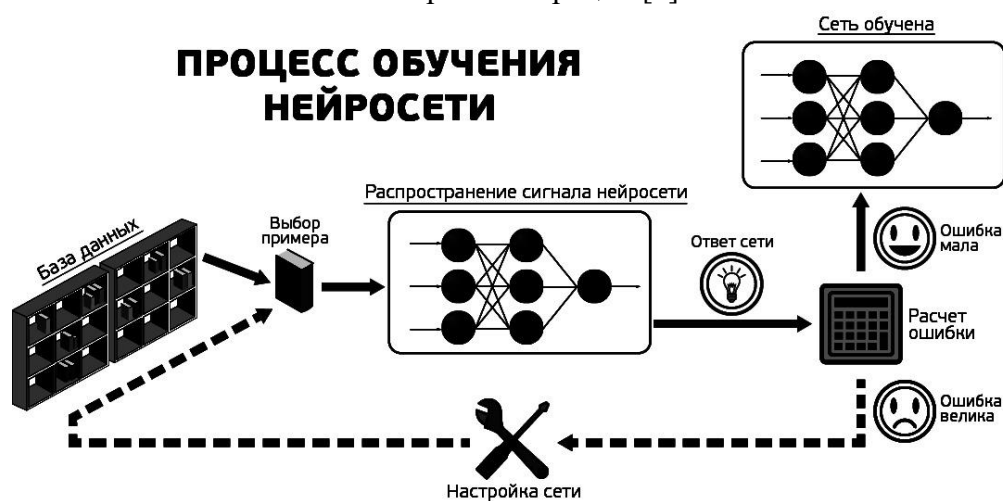 Сеть обучена
ПРОЦЕСС ОБУЧЕНИЯ
НЕЙРОСЕТИ
Распространение сигнала нейросети
База данных
Выбор
примера
Ответ сети
Ошибка
мала
Расчет
ошибки
Ошибка
велика
Настройка сети